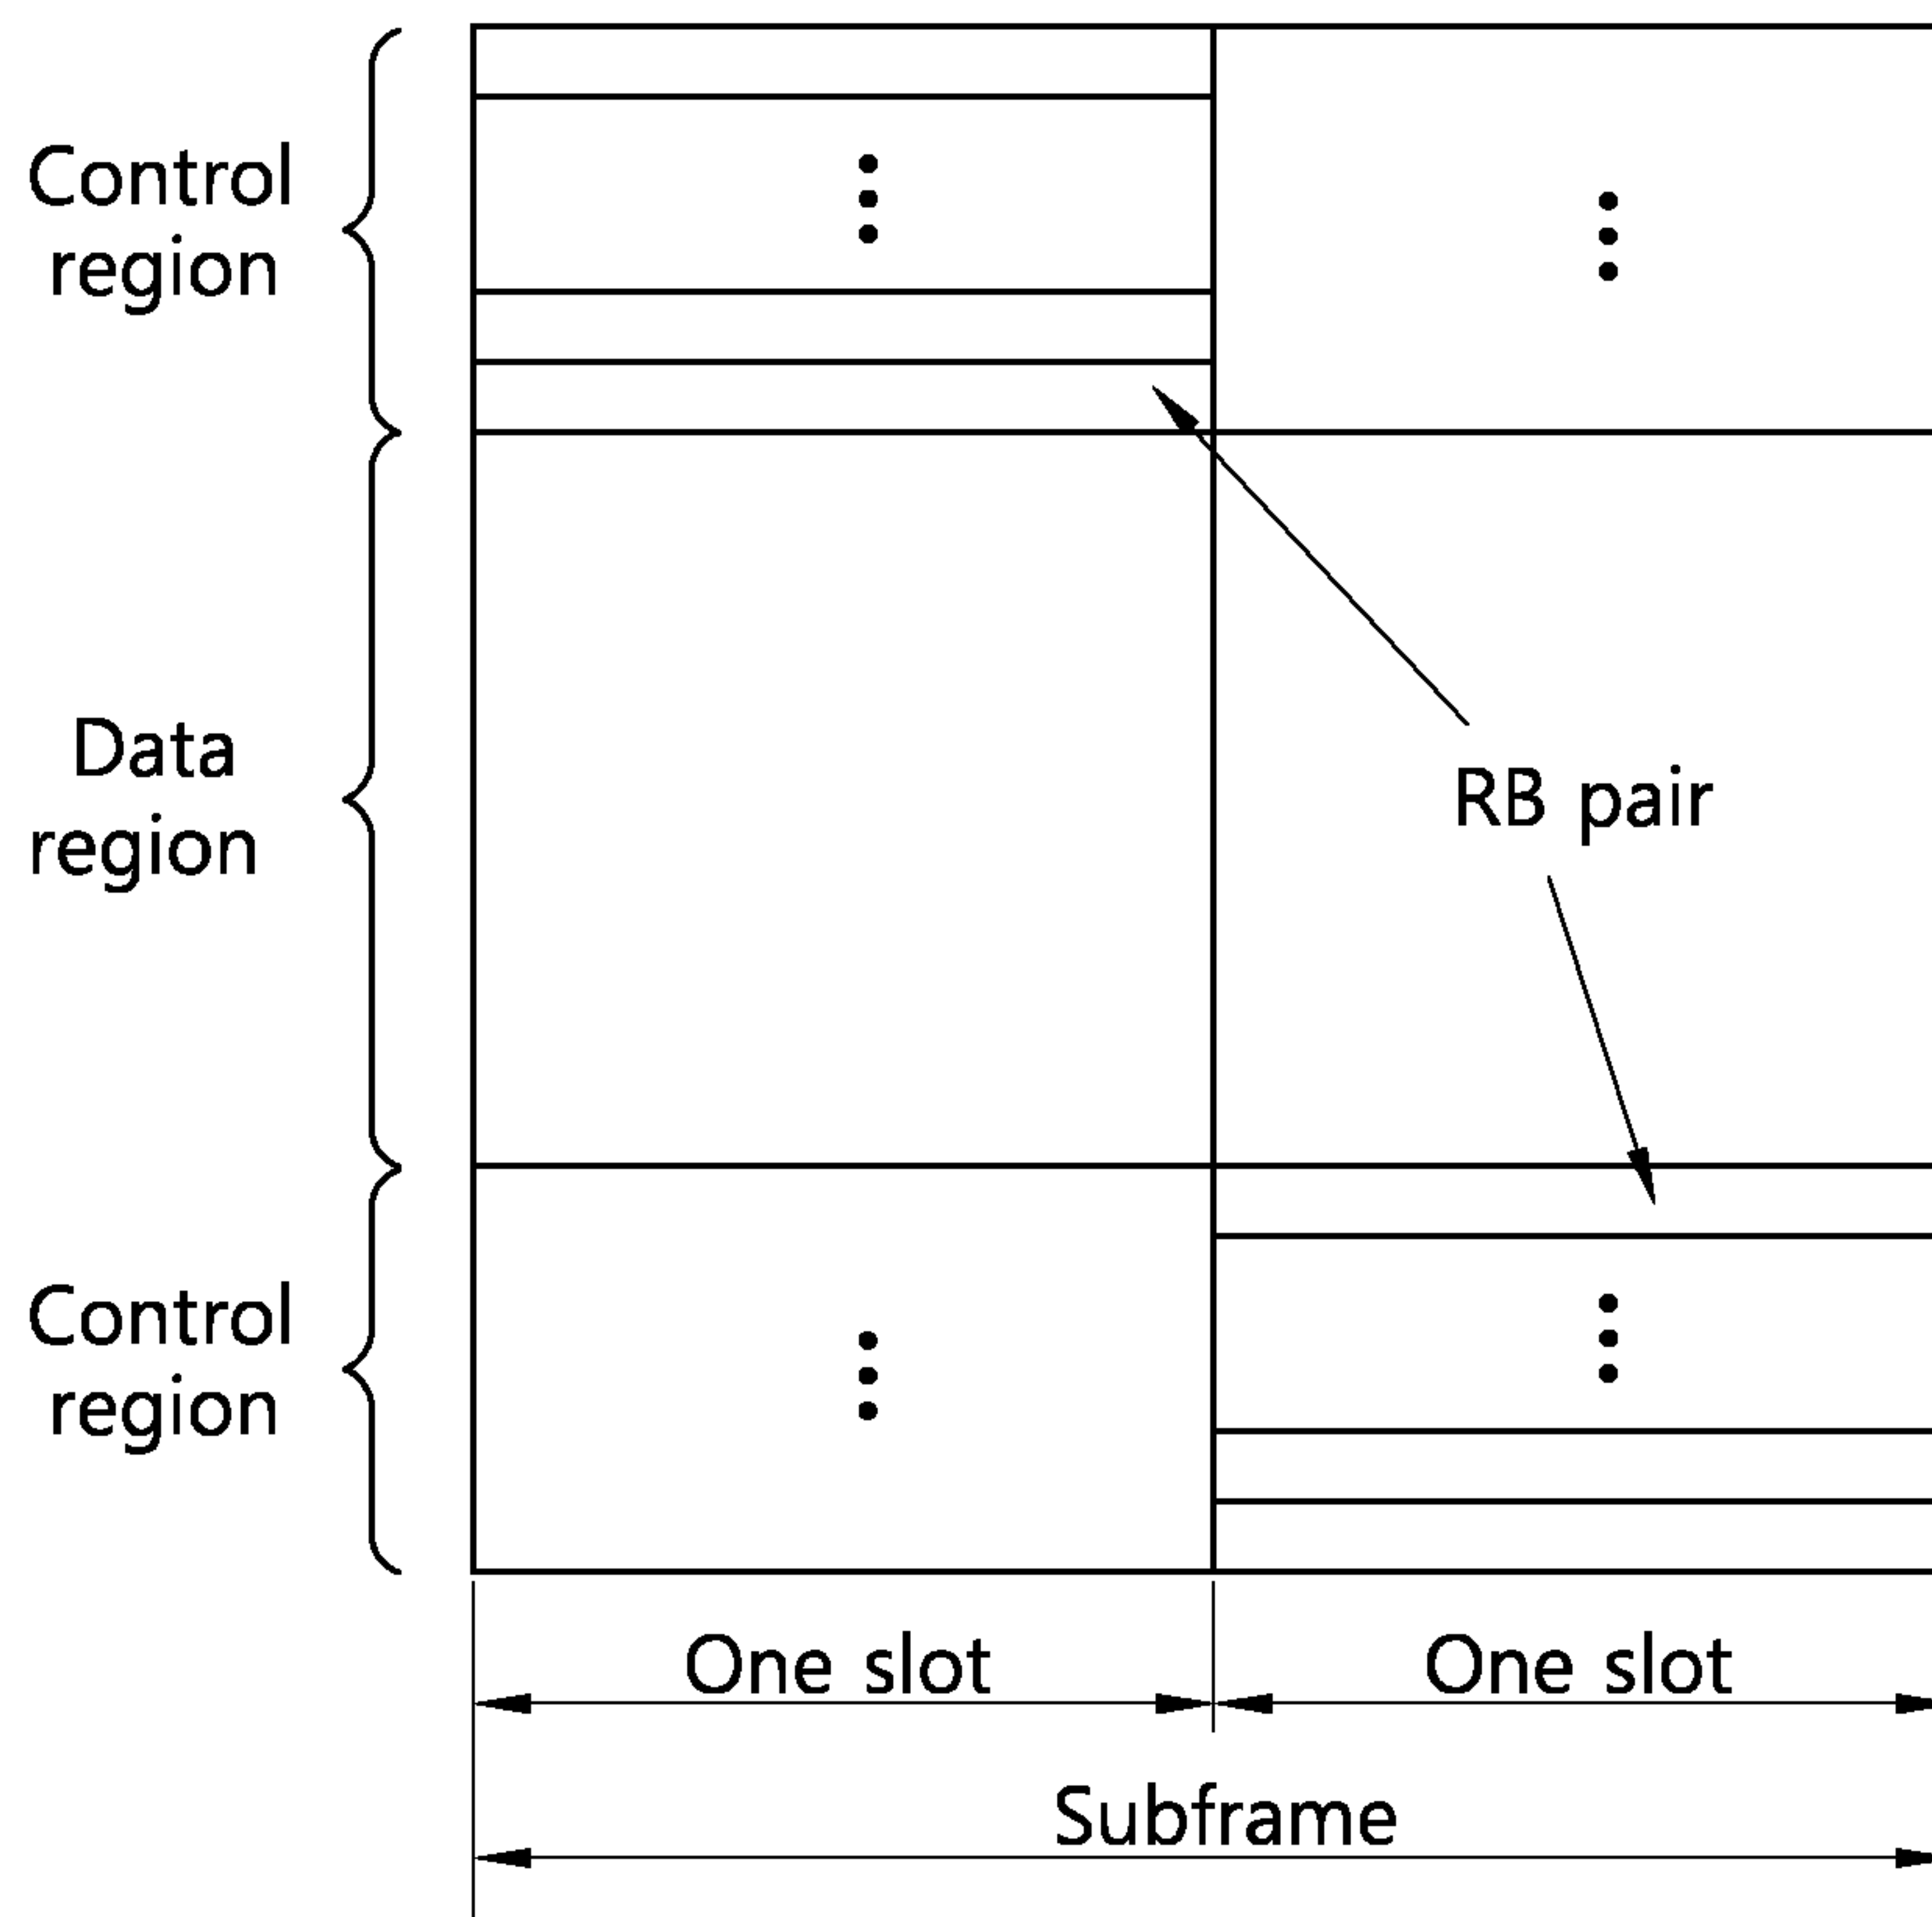 Control
region
Data
region
RB pair
Control
region
One slot
One slot
Subframe